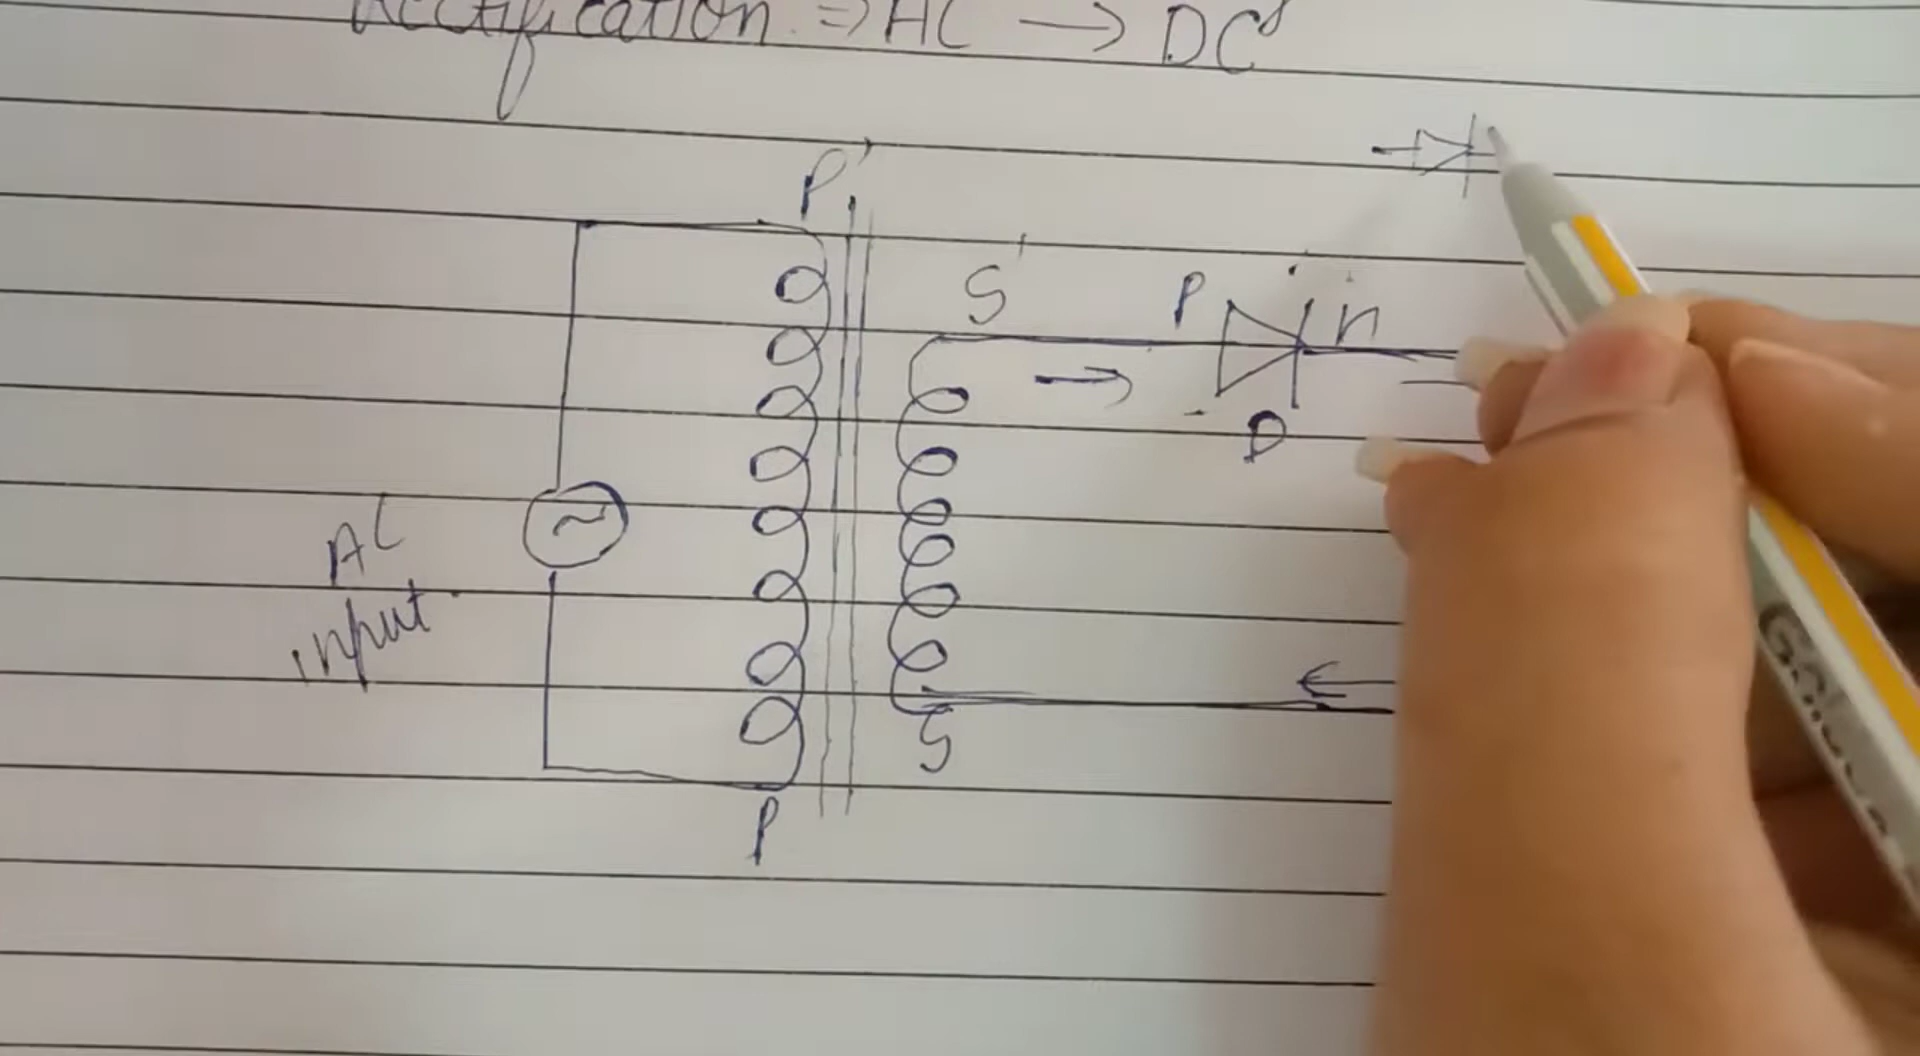 Rectification. ⇒ AC → DC
P'
S'
P
n
D
AC
input
S
P